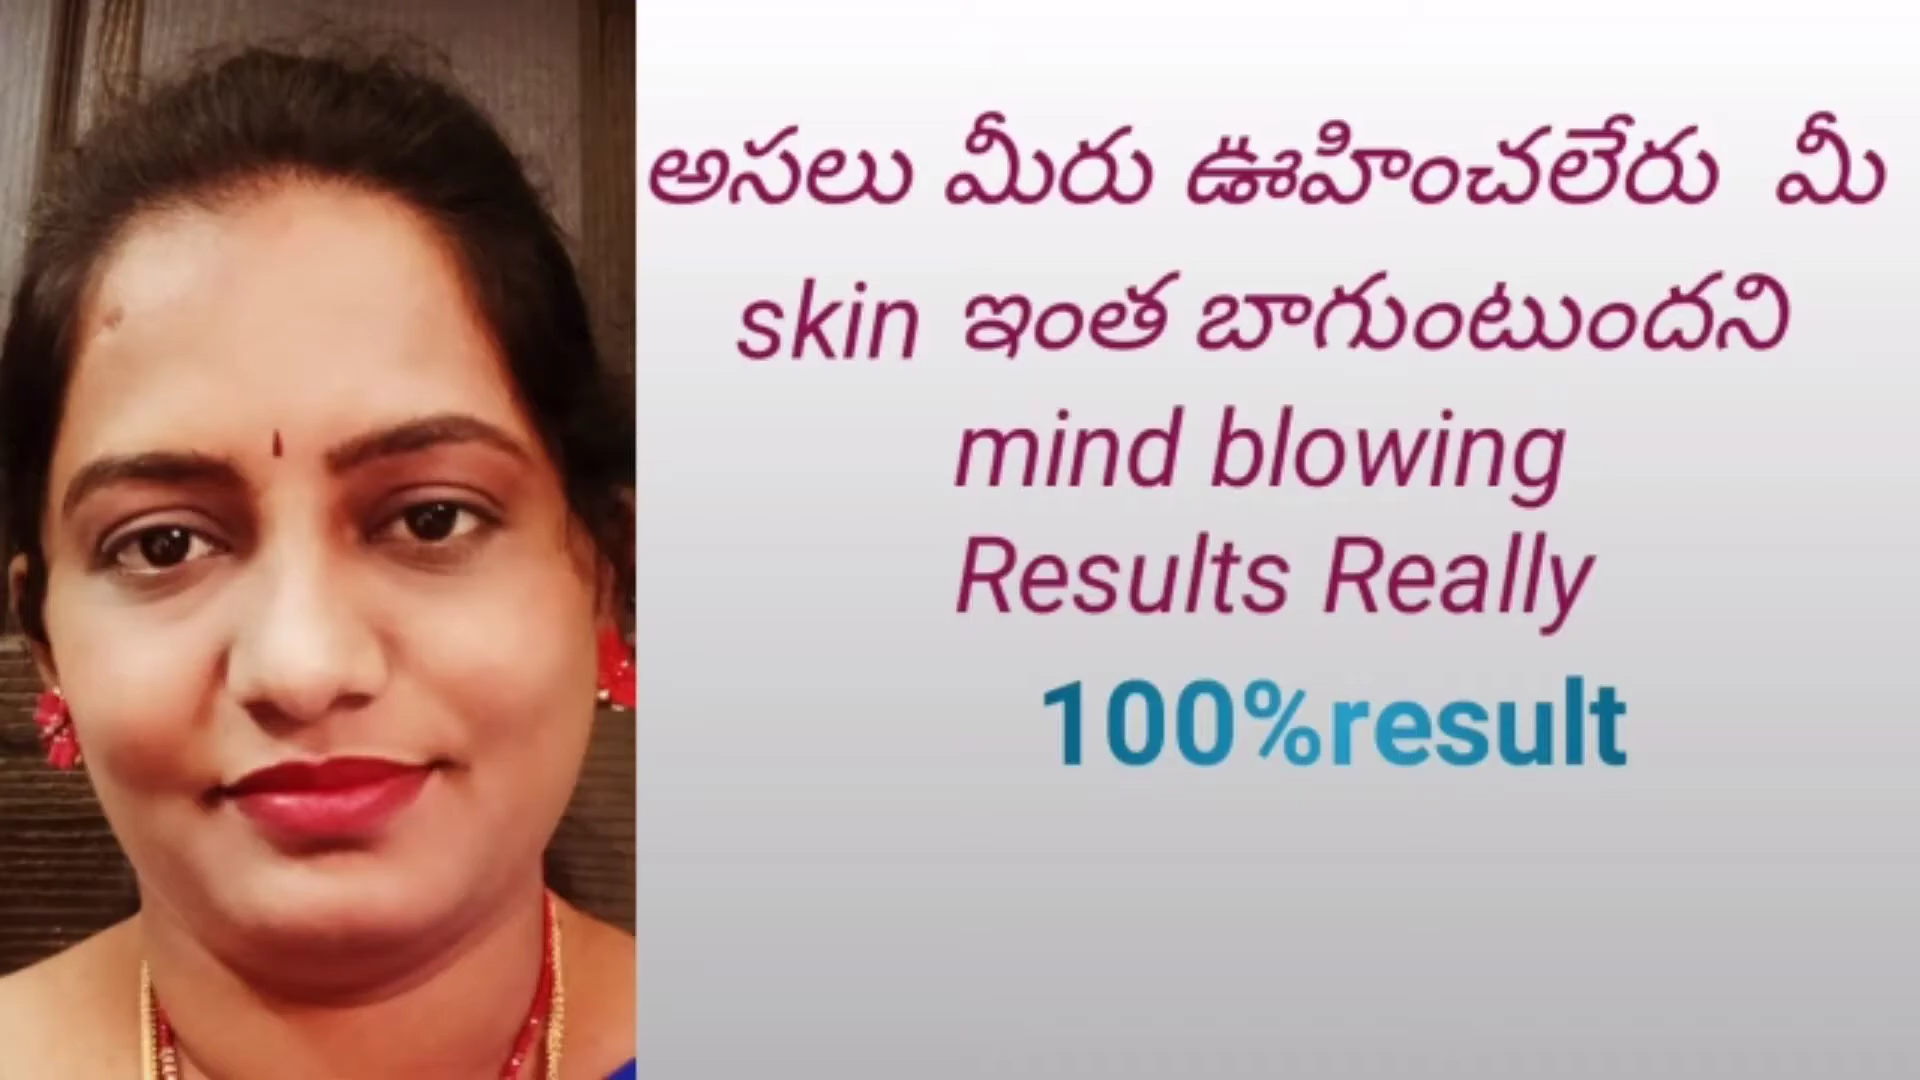 అసలు మీరు ఊహించలేరు మీ
skin ఇంత బాగుంటుందని
mind blowing
Results Really
100%result